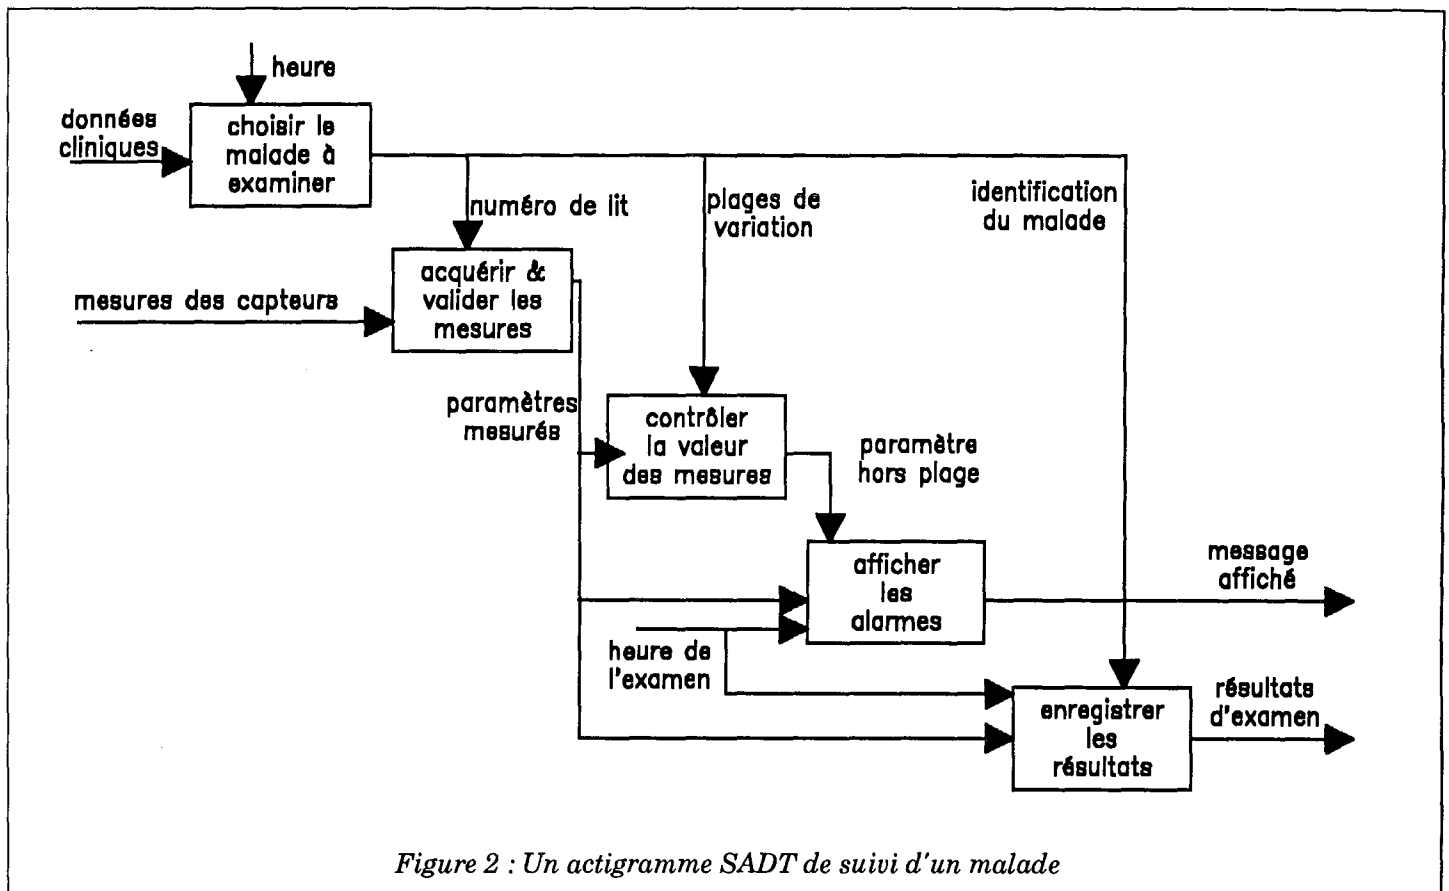 heure
données
cliniques
choisir le
malade à
examiner
numéro de lit
plages de
variation
identification
du malade
mesures des capteurs
acquérir &
valider les
mesures
paramètres
mesurés
contrôler
la valeur
des mesures
paramètre
hors plage
afficher
les
alarmes
message
affiché
heure de
l'examen
enregistrer
les
résultats
résultats
d'examen
Figure 2 : Un actigramme SADT de suivi d'un malade